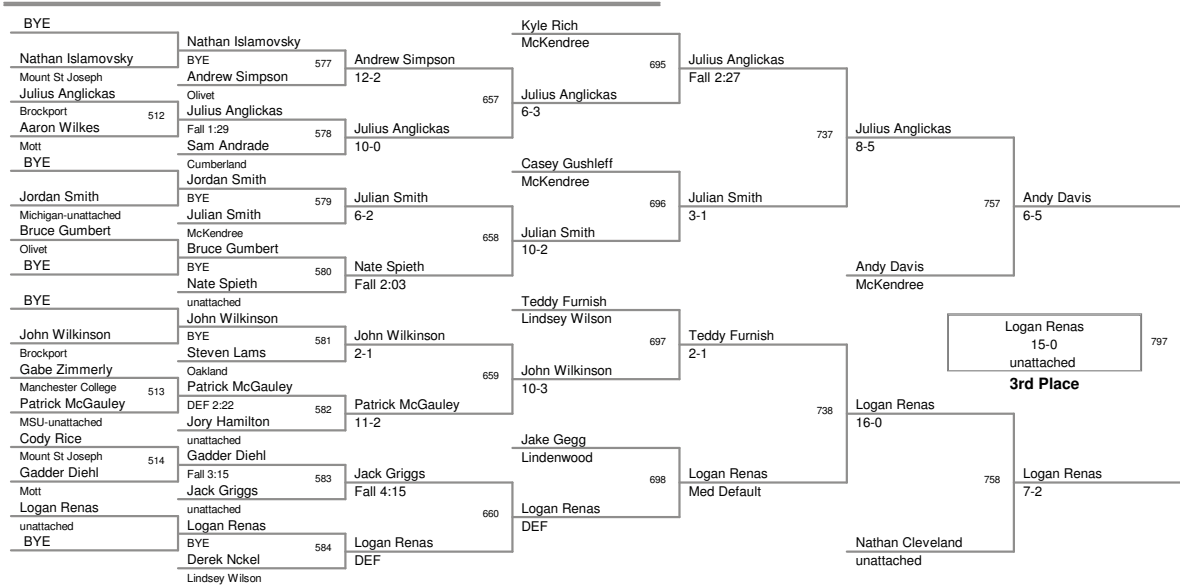 BYE
Nathan Islamovsky
Mount St Joseph
Julius Anglickas
Brockport
512
Aaron Wilkes
Mott
BYE
Jordan Smith
Michigan-unattached
Bruce Gumbert
Olivet
BYE
BYE
John Wilkinson
Brockport
Gabe Zimmerly
Manchester College
513
Patrick McGauley
MSU-unattached
Cody Rice
Mount St Joseph
514
Gadder Diehl
Mott
Logan Renas
unattached
BYE
Nathan Islamovsky
BYE
577
Andrew Simpson
Olivet
Julius Anglickas
Fall 1:29
578
Sam Andrade
Cumberland
Jordan Smith
BYE
579
Julian Smith
McKendree
Bruce Gumbert
BYE
580
Nate Spieth
unattached
John Wilkinson
BYE
581
Steven Lams
Oakland
Patrick McGauley
DEF 2:22
582
Jory Hamilton
unattached
Gadder Diehl
Fall 3:15
583
Jack Griggs
unattached
Logan Renas
BYE
584
Derek Nckel
Lindsey Wilson
Andrew Simpson
12-2
657
Julius Anglickas
10-0
Julian Smith
6-2
658
Nate Spieth
Fall 2:03
John Wilkinson
2-1
659
Patrick McGauley
11-2
Jack Griggs
Fall 4:15
660
Logan Renas
DEF
Kyle Rich
McKendree
695
Julius Anglickas
6-3
Casey Gushleff
McKendree
696
Julian Smith
10-2
Teddy Furnish
Lindsey Wilson
697
John Wilkinson
10-3
Jake Gegg
Lindenwood
698
Logan Renas
DEF
Julius Anglickas
Fall 2:27
737
Julian Smith
3-1
Teddy Furnish
2-1
738
Logan Renas
Med Default
Julius Anglickas
8-5
757
Andy Davis
McKendree
Logan Renas
16-0
758
Nathan Cleveland
unattached
Andy Davis
6-5
Logan Renas
15-0
797
unattached
3rd Place
Logan Renas
7-2